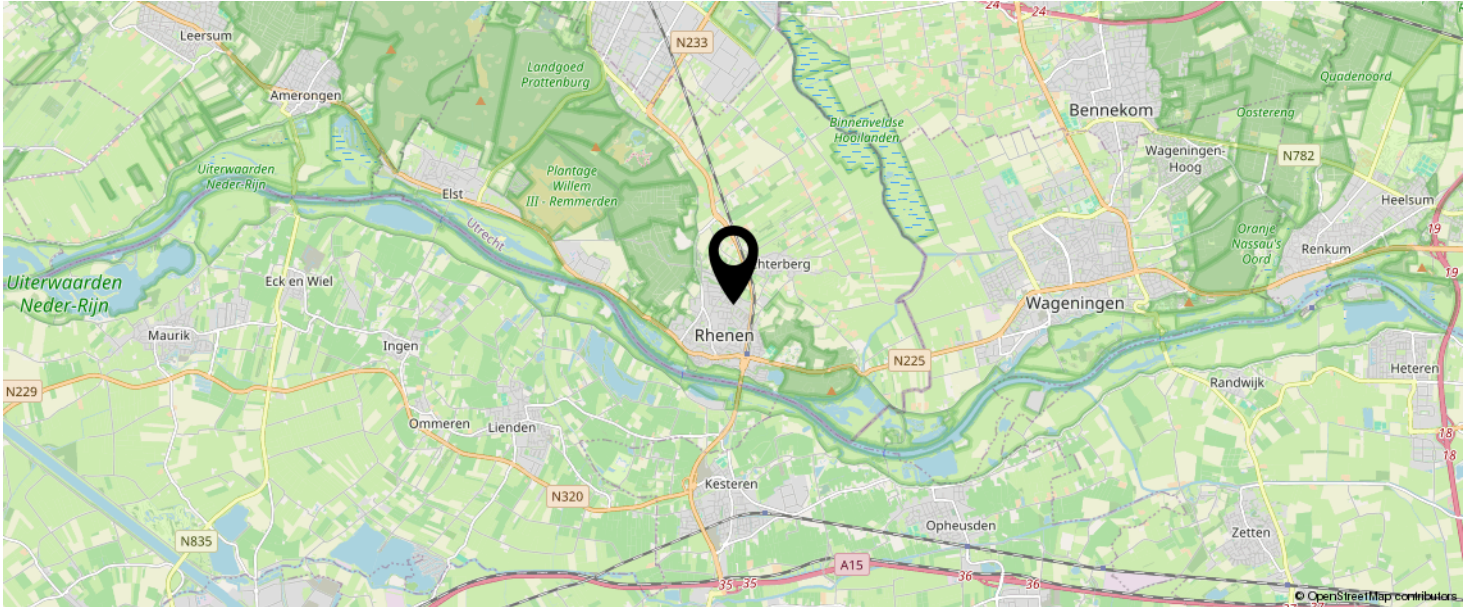 24
24
Leersum
N233
Landgoed
Prattenburg
Quadenoord
Amerongen
Bennekom
Oostereng
Binnenveldse
Hooilanden
Wageningen-
Hoog
N782
Uiterwaarden
Neder-Rijn
Plantage
Willem
III - Remmerden
Elst
Heelsum
Utrecht
Oranje
Nassau's
Oord
19
Renkum
chterberg
19
Uiterwaarden
Neder-Rijn
Eck en Wiel
Wageningen
Maurik
Rhenen
Ingen
N225
Heteren
N229
Randwijk
Ommeren
Lienden
18
18
Kesteren
N320
Opheusden
Zetten
N835
A15
35
35
36
36
© OpenStreetMap contributors